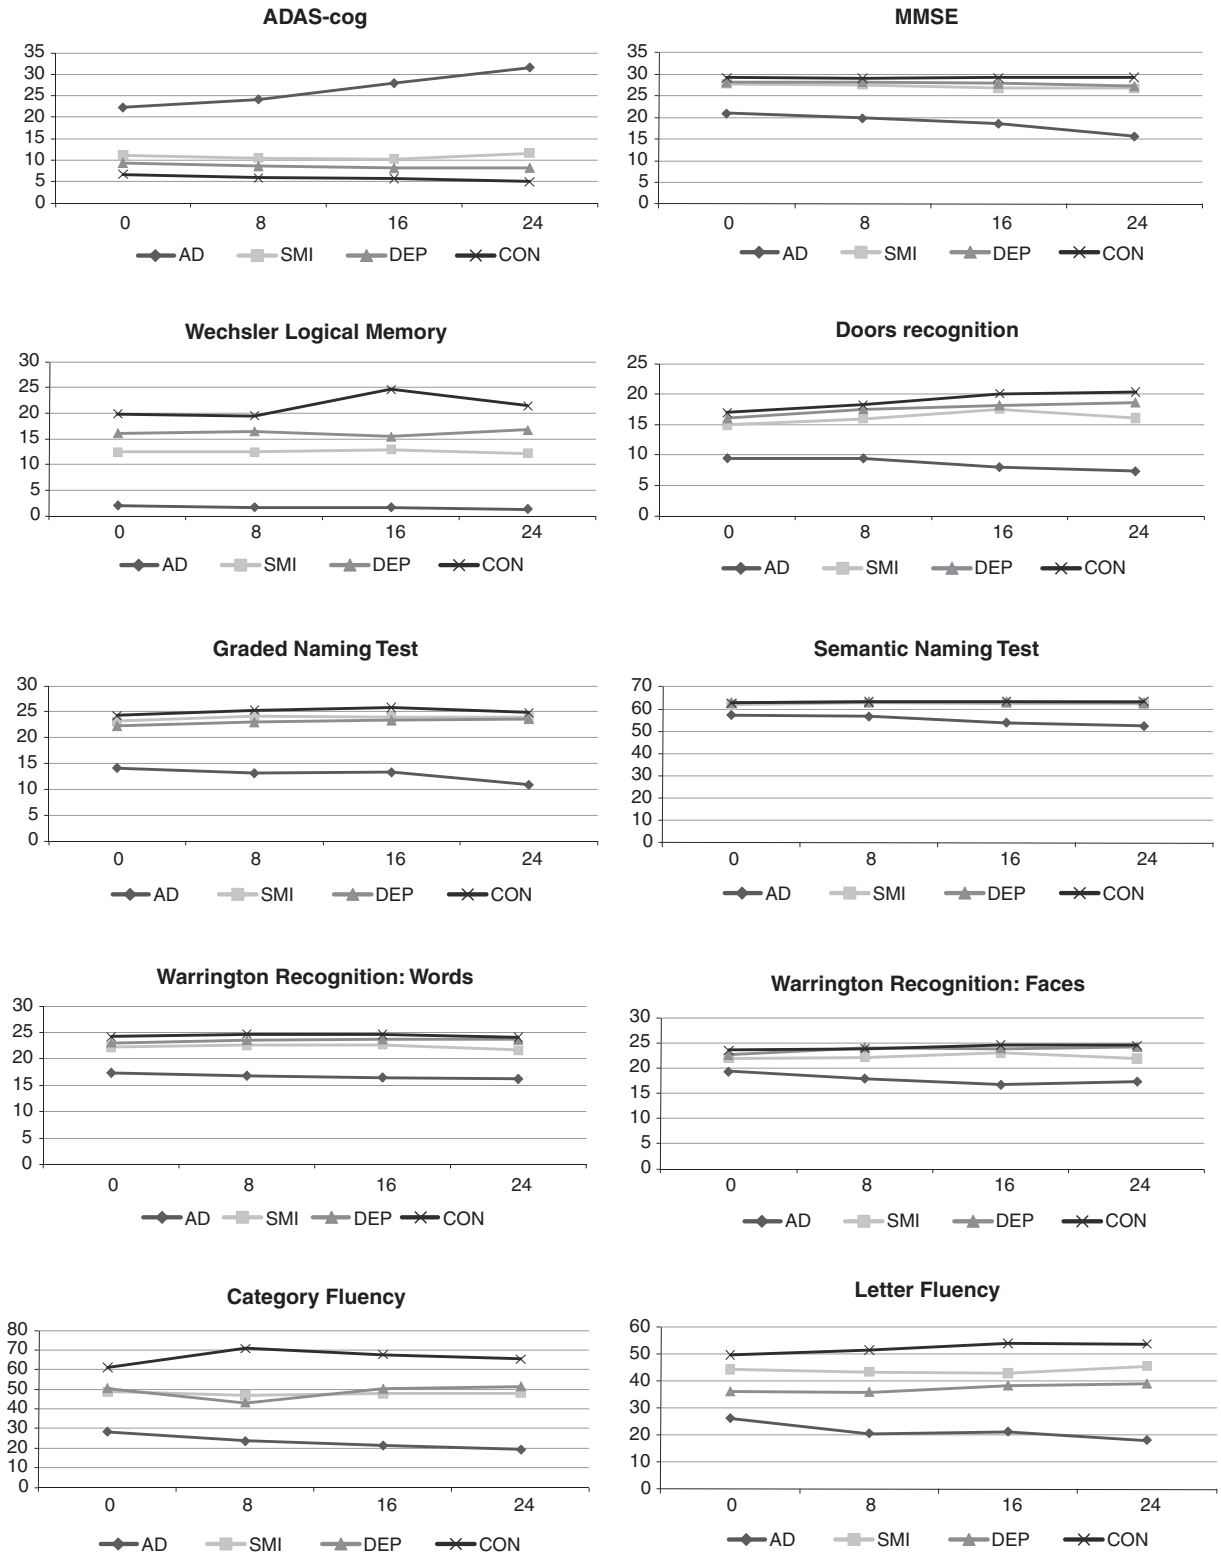 ADAS-cog
35
30
25
20
15
10
5
0
0 8 16 24
AD SMI DEP CON
MMSE
35
30
25
20
15
10
5
0
0 8 16 24
AD SMI DEP CON
Wechsler Logical Memory
30
25
20
15
10
5
0
0 8 16 24
AD SMI DEP CON
Doors recognition
25
20
15
10
5
0
0 8 16 24
AD SMI DEP CON
Graded Naming Test
30
25
20
15
10
5
0
0 8 16 24
AD SMI DEP CON
Semantic Naming Test
70
60
50
40
30
20
10
0
0 8 16 24
AD SMI DEP CON
Warrington Recognition: Words
30
25
20
15
10
5
0
0 8 16 24
AD SMI DEP CON
Warrington Recognition: Faces
30
25
20
15
10
5
0
0 8 16 24
AD SMI DEP CON
Category Fluency
80
70
60
50
40
30
20
10
0
0 8 16 24
AD SMI DEP CON
Letter Fluency
60
50
40
30
20
10
0
0 8 16 24
AD SMI DEP CON